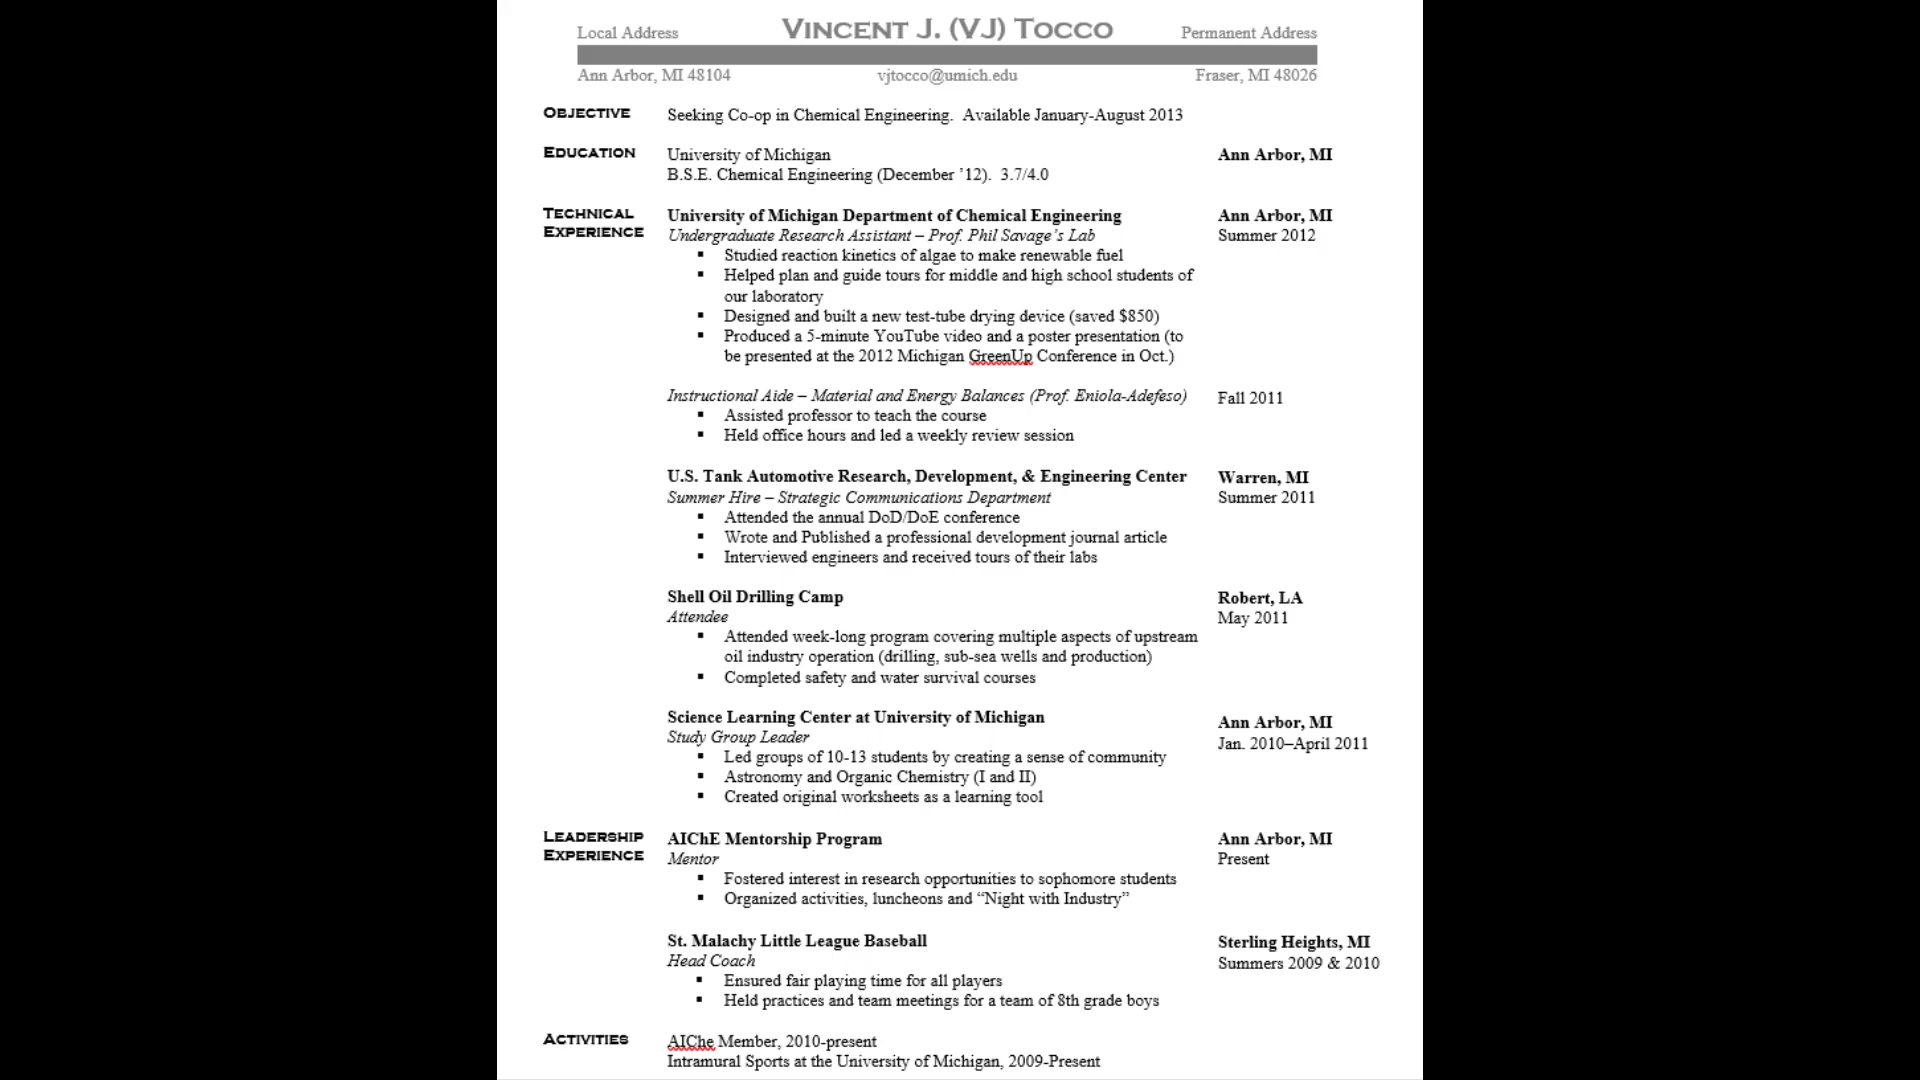 Local Address VINCENT J. (VJ) TOCCO Permanent Address
Ann Arbor, MI 48104 vjtocco@umich.edu Fraser, MI 48026
OBJECTIVE Seeking Co-op in Chemical Engineering.  Available January-August 2013
EDUCATION University of Michigan Ann Arbor, MI
B.S.E. Chemical Engineering (December ’12).  3.7/4.0
TECHNICAL University of Michigan Department of Chemical Engineering Ann Arbor, MI
EXPERIENCE Undergraduate Research Assistant – Prof. Phil Savage’s Lab Summer 2012
▪ Studied reaction kinetics of algae to make renewable fuel
▪ Helped plan and guide tours for middle and high school students of
our laboratory
▪ Designed and built a new test-tube drying device (saved $850)
▪ Produced a 5-minute YouTube video and a poster presentation (to
be presented at the 2012 Michigan GreenUp Conference in Oct.)
Instructional Aide – Material and Energy Balances (Prof. Eniola-Adefeso) Fall 2011
▪ Assisted professor to teach the course
▪ Held office hours and led a weekly review session
U.S. Tank Automotive Research, Development, & Engineering Center Warren, MI
Summer Hire – Strategic Communications Department Summer 2011
▪ Attended the annual DoD/DoE conference
▪ Wrote and Published a professional development journal article
▪ Interviewed engineers and received tours of their labs
Shell Oil Drilling Camp Robert, LA
Attendee May 2011
▪ Attended week-long program covering multiple aspects of upstream
oil industry operation (drilling, sub-sea wells and production)
▪ Completed safety and water survival courses
Science Learning Center at University of Michigan Ann Arbor, MI
Study Group Leader Jan. 2010–April 2011
▪ Led groups of 10-13 students by creating a sense of community
▪ Astronomy and Organic Chemistry (I and II)
▪ Created original worksheets as a learning tool
LEADERSHIP AIChE Mentorship Program Ann Arbor, MI
EXPERIENCE Mentor Present
▪ Fostered interest in research opportunities to sophomore students
▪ Organized activities, luncheons and “Night with Industry”
St. Malachy Little League Baseball Sterling Heights, MI
Head Coach Summers 2009 & 2010
▪ Ensured fair playing time for all players
▪ Held practices and team meetings for a team of 8th grade boys
ACTIVITIES AIChe Member, 2010-present
Intramural Sports at the University of Michigan, 2009-Present